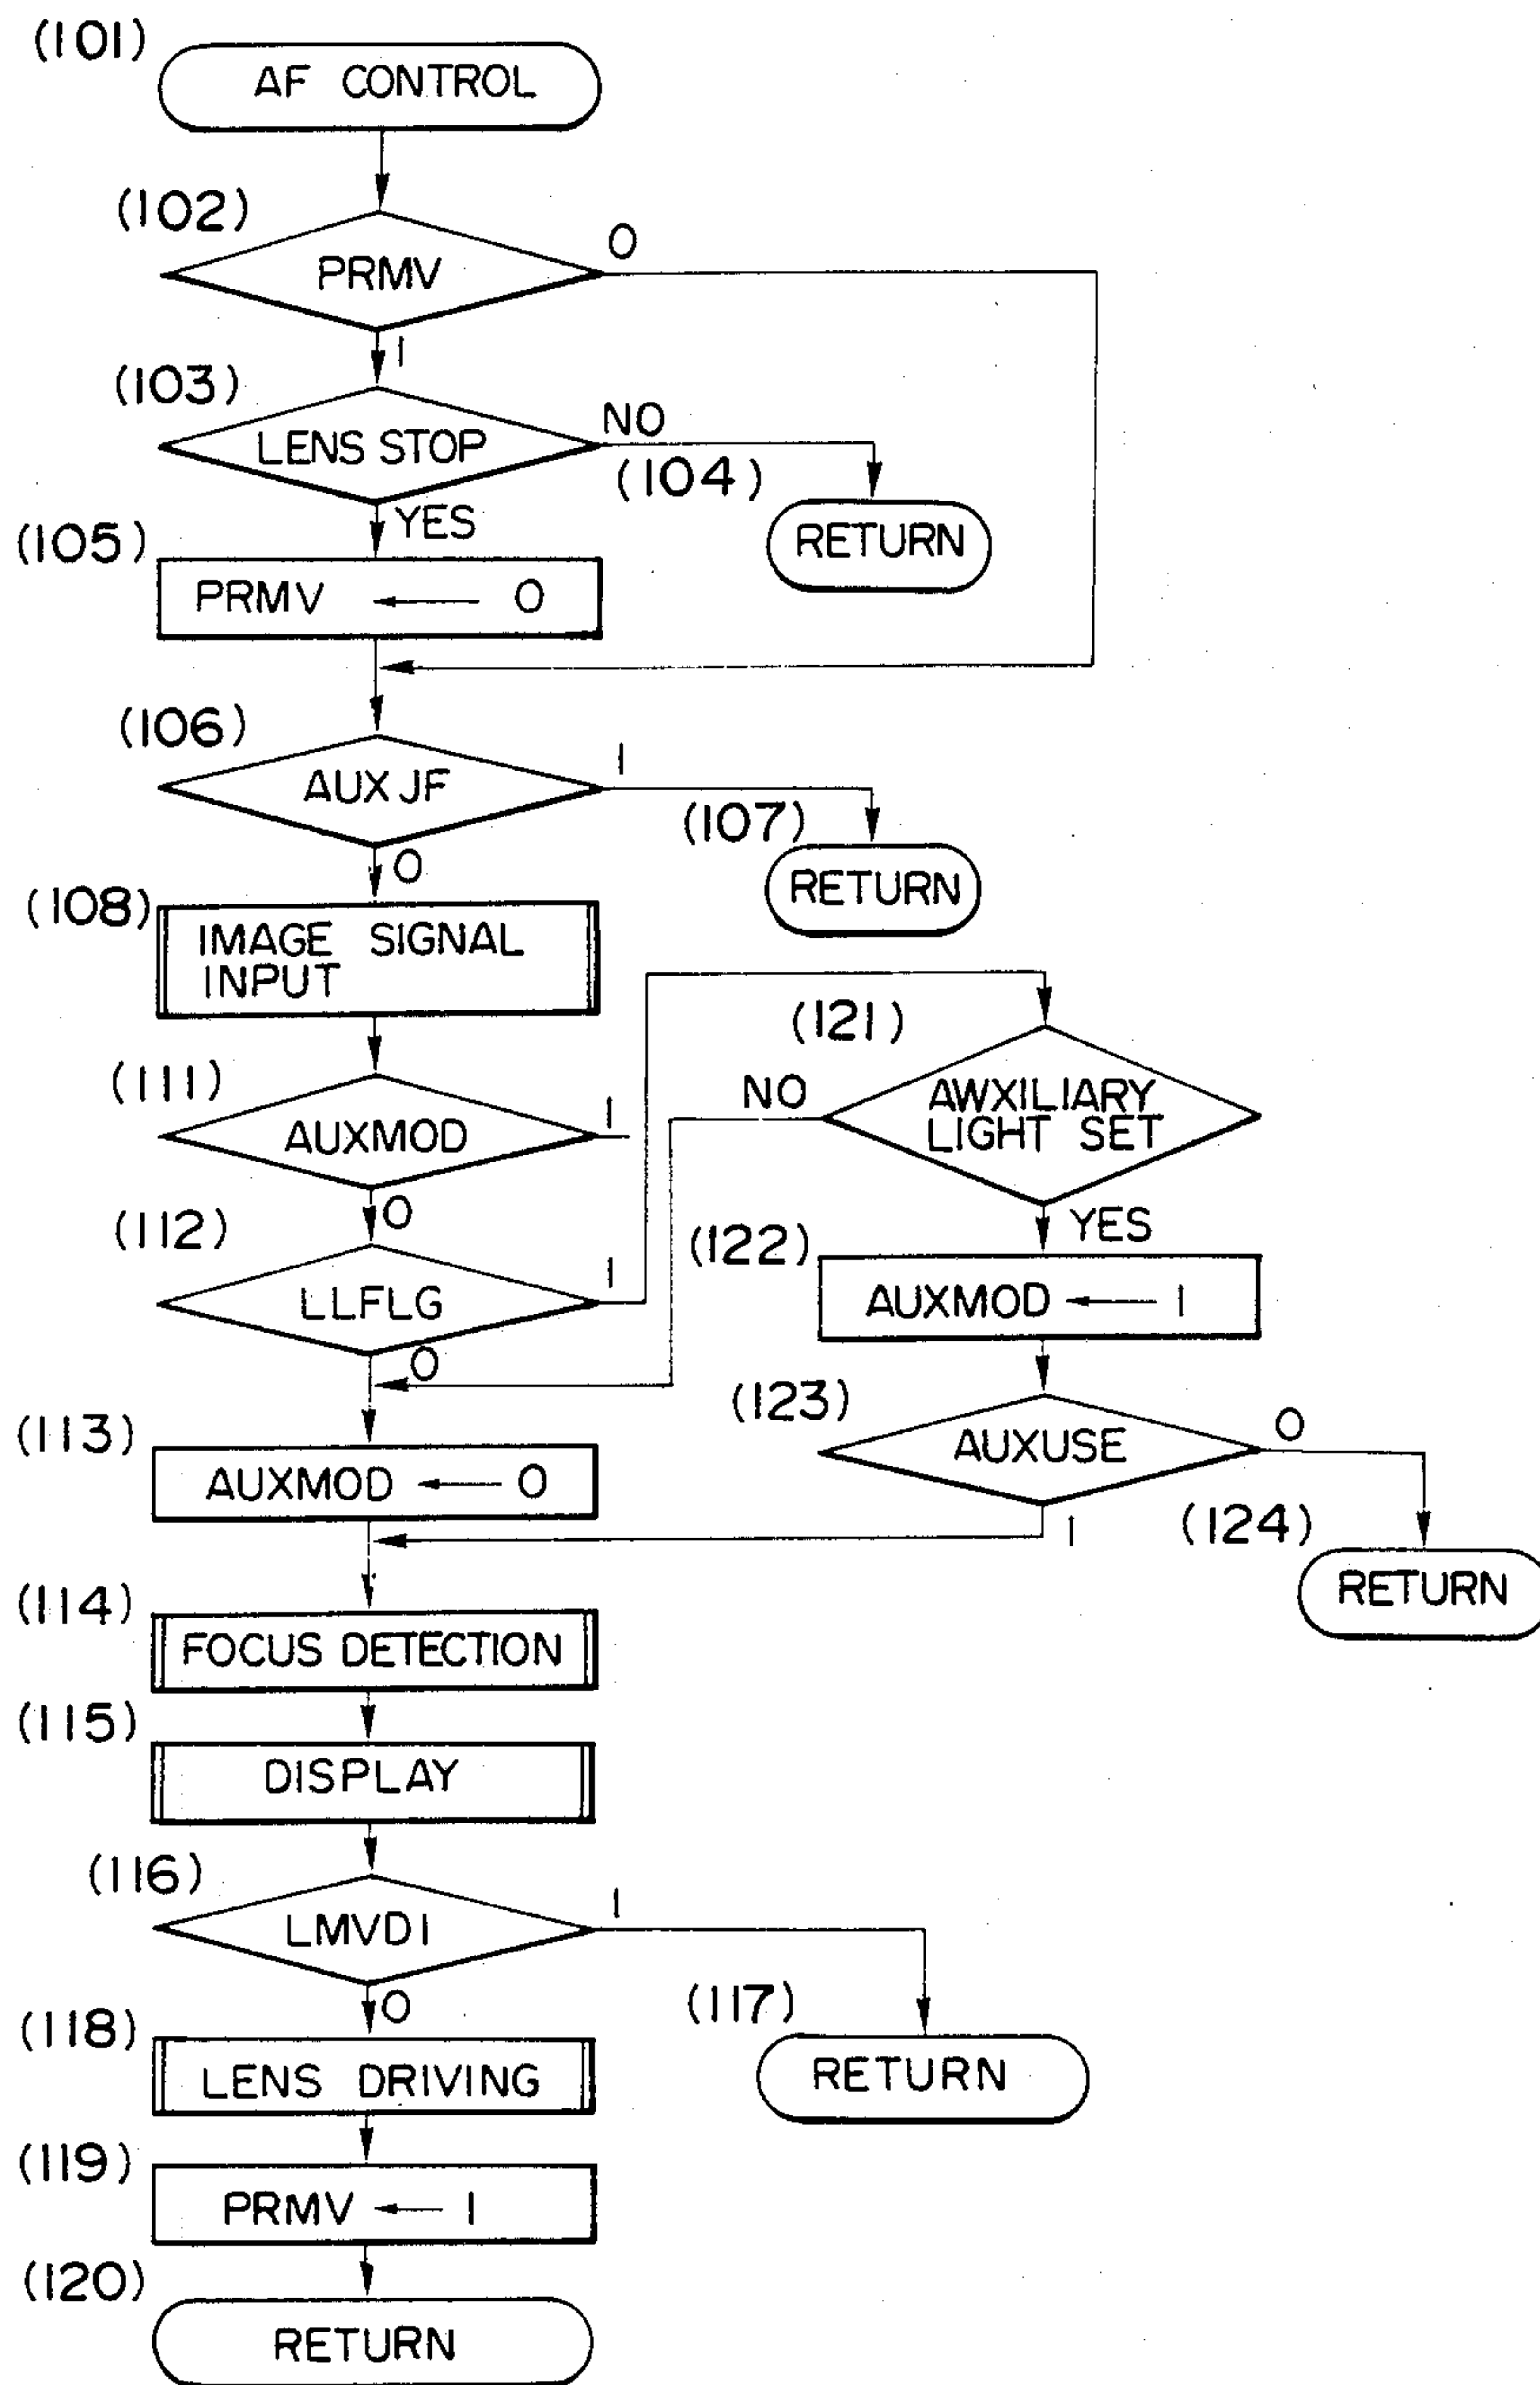 (101)
AF CONTROL
(102)
PRMV
0
1
(103)
LENS STOP
NO
(104)
RETURN
YES
(105)
PRMV ← 0
(106)
AUXJF
1
(107)
RETURN
0
(108)
IMAGE SIGNAL
INPUT
(111)
AUXMOD
1
0
(112)
LLFLG
1
0
(121)
AWXILIARY
LIGHT SET
NO
YES
(122)
AUXMOD ← 1
(123)
AUXUSE
0
(124)
RETURN
1
(113)
AUXMOD ← 0
(114)
FOCUS DETECTION
(115)
DISPLAY
(116)
LMVDI
1
(117)
RETURN
0
(118)
LENS DRIVING
(119)
PRMV ← 1
(120)
RETURN